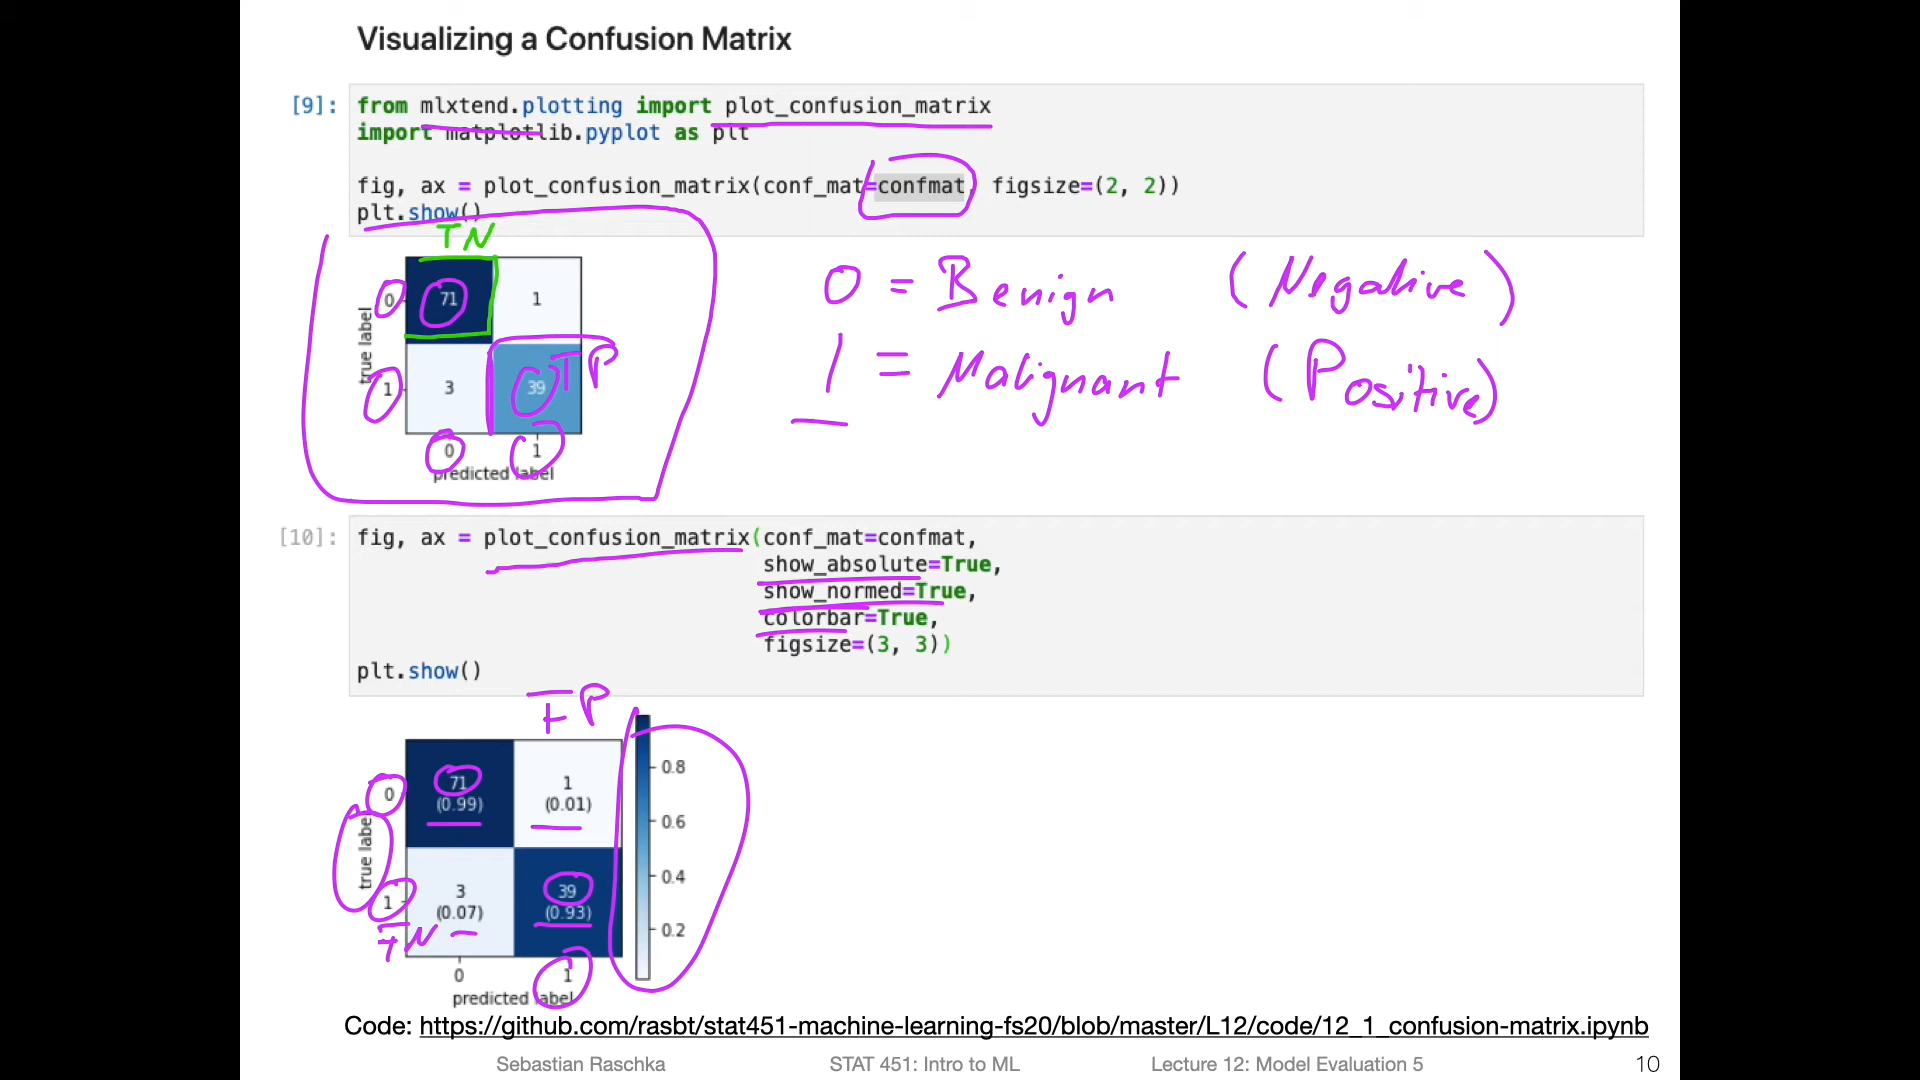 Visualizing a Confusion Matrix
[9]: from mlxtend.plotting import plot_confusion_matrix
import matplotlib.pyplot as plt
fig, ax = plot_confusion_matrix(conf_mat=confmat, figsize=(2, 2))
plt.show()
TN
0 71 1
true label
1 3 39 TP
0 1
predicted label
0 = Benign (Negative)
1 = Malignant (Positive)
[10]: fig, ax = plot_confusion_matrix(conf_mat=confmat,
show_absolute=True,
show_normed=True,
colorbar=True,
figsize=(3, 3))
plt.show()
FP
0 71 1
(0.99) (0.01)
true label
1 3 39
(0.07) (0.93)
FN
0 1
predicted label
0.8
0.6
0.4
0.2
Code: https://github.com/rasbt/stat451-machine-learning-fs20/blob/master/L12/code/12_1_confusion-matrix.ipynb
Sebastian Raschka STAT 451: Intro to ML Lecture 12: Model Evaluation 5 10